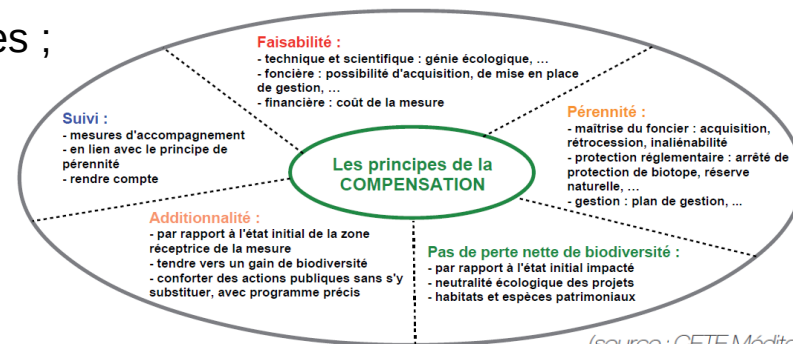 es ;
Faisabilité :
- technique et scientifique : génie écologique, ...
- foncière : possibilité d'acquisition, de mise en place
de gestion, ...
- financière : coût de la mesure
Suivi :
- mesures d'accompagnement
- en lien avec le principe de
pérennité
- rendre compte
Pérennité :
- maîtrise du foncier : acquisition,
rétrocession, inaliénabilité
- protection réglementaire : arrêté de
protection de biotope, réserve
naturelle, ...
- gestion : plan de gestion, ...
Les principes de la
COMPENSATION
Additionnalité :
- par rapport à l'état initial de la zone
réceptrice de la mesure
- tendre vers un gain de biodiversité
- conforter des actions publiques sans s'y
substituer, avec programme précis
Pas de perte nette de biodiversité :
- par rapport à l'état initial impacté
- neutralité écologique des projets
- habitats et espèces patrimoniaux
(source : CETE Médite